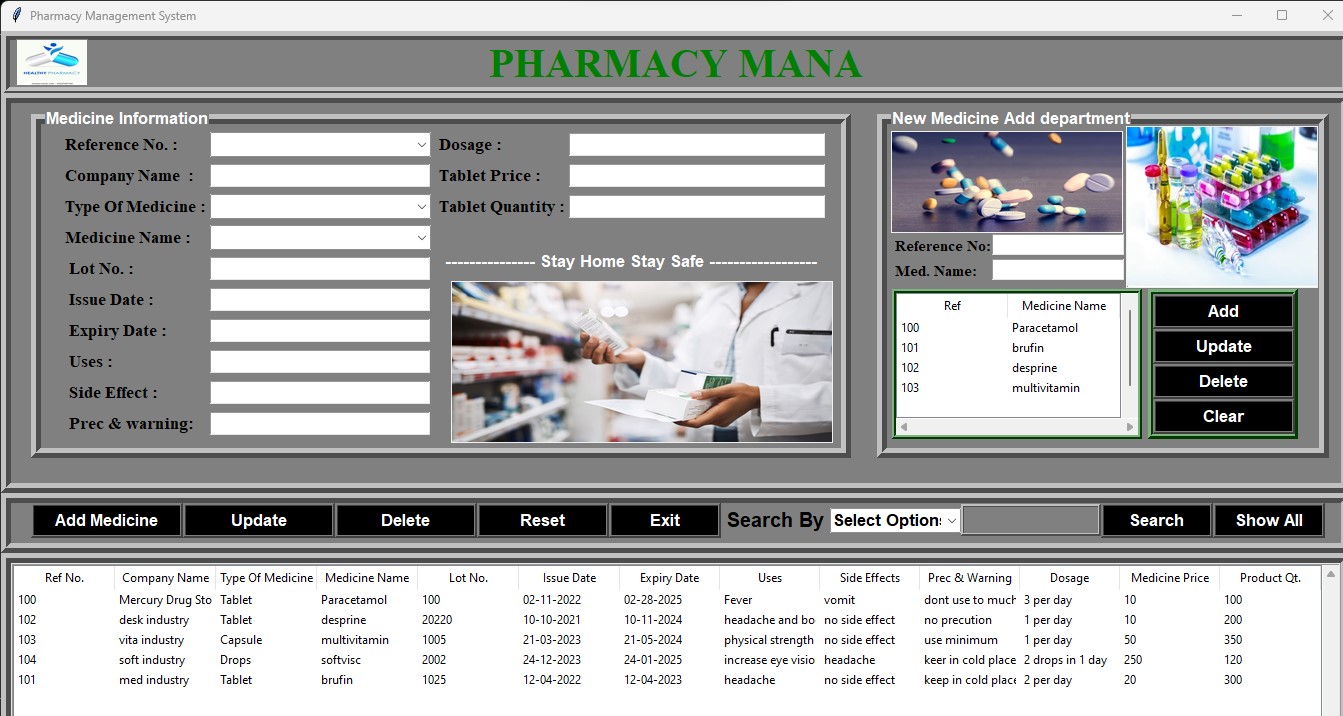 Pharmacy Management System
HEALTHY PHARMACY
PHARMACY MANA
Medicine Information
Reference No. :
Company Name :
Type Of Medicine :
Medicine Name :
Lot No. :
Issue Date :
Expiry Date :
Uses :
Side Effect :
Prec & warning:
Dosage :
Tablet Price :
Tablet Quantity :
--------------- Stay Home Stay Safe ------------------
New Medicine Add department
Reference No:
Med. Name:
Ref Medicine Name
100 Paracetamol
101 brufin
102 desprine
103 multivitamin
Add
Update
Delete
Clear
Add Medicine Update Delete Reset Exit Search By Select Options Search Show All
Ref No. Company Name Type Of Medicine Medicine Name Lot No. Issue Date Expiry Date Uses Side Effects Prec & Warning Dosage Medicine Price Product Qt.
100 Mercury Drug Sto Tablet Paracetamol 100 02-11-2022 02-28-2025 Fever vomit dont use to much 3 per day 10 100
102 desk industry Tablet desprine 20220 10-10-2021 10-11-2024 headache and bo no side effect no precution 1 per day 10 200
103 vita industry Capsule multivitamin 1005 21-03-2023 21-05-2024 physical strength no side effect use minimum 1 per day 50 350
104 soft industry Drops softvisc 2002 24-12-2023 24-01-2025 increase eye visio headache keer in cold place 2 drops in 1 day 250 120
101 med industry Tablet brufin 1025 12-04-2022 12-04-2023 headache no side effect keep in cold place 2 per day 20 300